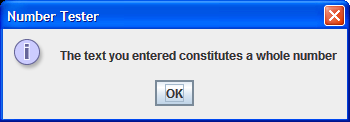 Number Tester
The text you entered constitutes a whole number
OK